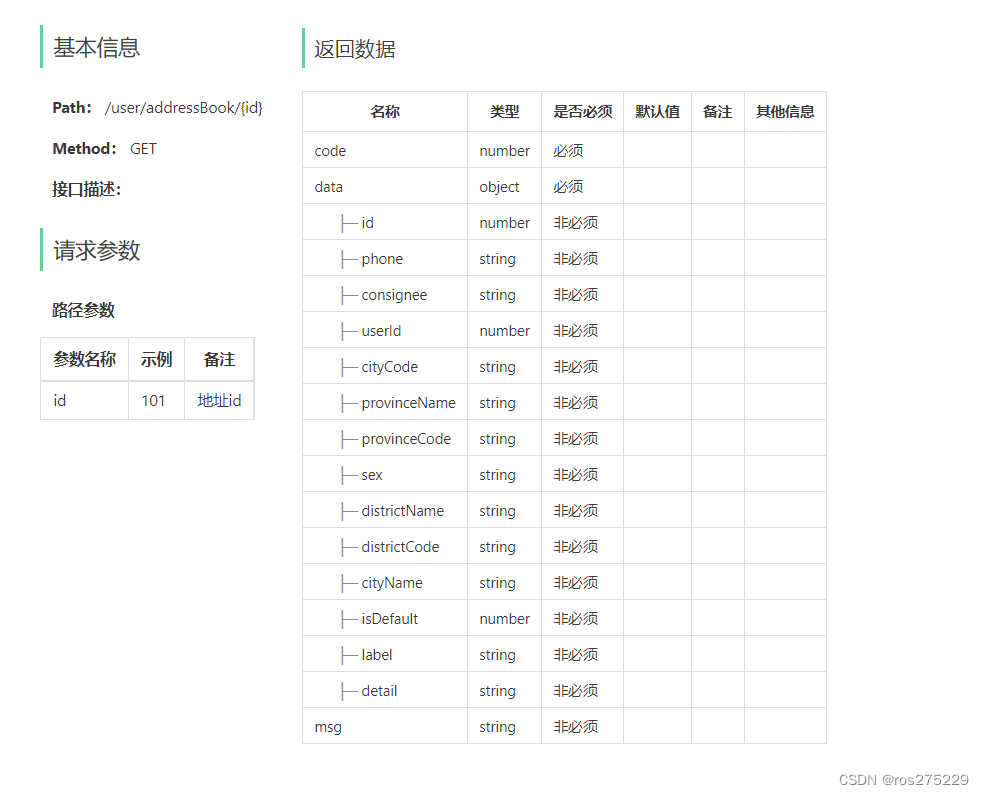 基本信息
Path: /user/addressBook/{id}
Method: GET
接口描述:
请求参数
路径参数
参数名称 示例 备注
id 101 地址id
返回数据
名称 类型 是否必须 默认值 备注 其他信息
code number 必须
data object 必须
├─ id number 非必须
├─ phone string 非必须
├─ consignee string 非必须
├─ userId number 非必须
├─ cityCode string 非必须
├─ provinceName string 非必须
├─ provinceCode string 非必须
├─ sex string 非必须
├─ districtName string 非必须
├─ districtCode string 非必须
├─ cityName string 非必须
├─ isDefault number 非必须
├─ label string 非必须
├─ detail string 非必须
msg string 非必须
CSDN @ros275229